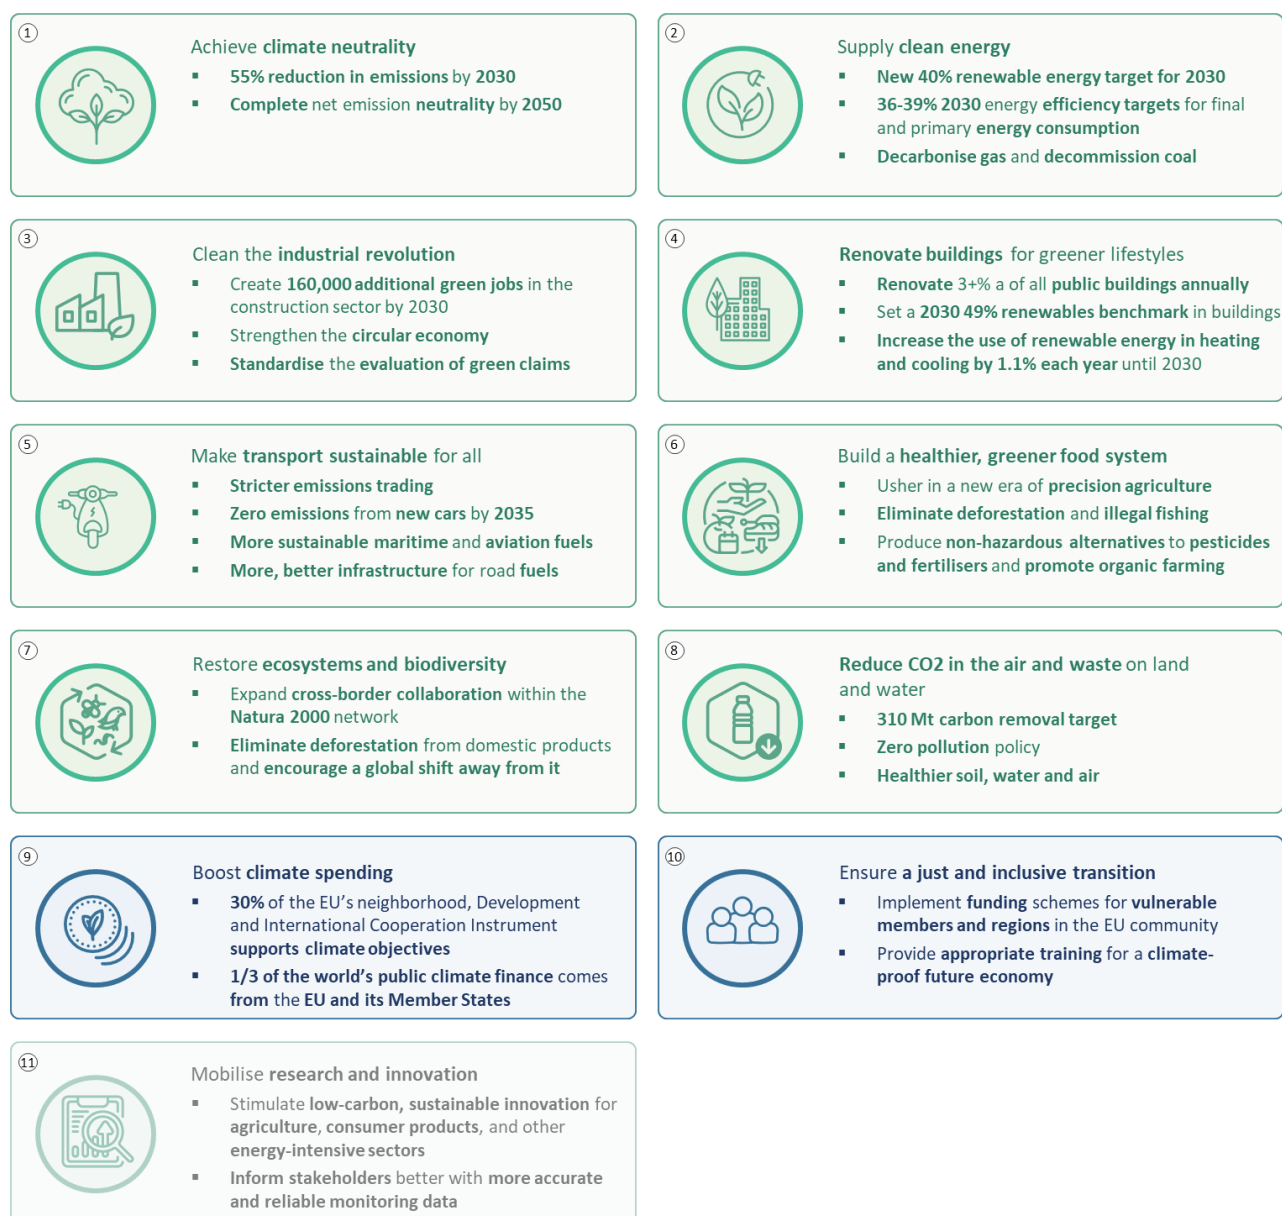 1
Achieve climate neutrality
▪ 55% reduction in emissions by 2030
▪ Complete net emission neutrality by 2050
2
Supply clean energy
▪ New 40% renewable energy target for 2030
▪ 36-39% 2030 energy efficiency targets for final
and primary energy consumption
▪ Decarbonise gas and decommission coal
3
Clean the industrial revolution
▪ Create 160,000 additional green jobs in the
construction sector by 2030
▪ Strengthen the circular economy
▪ Standardise the evaluation of green claims
4
Renovate buildings for greener lifestyles
▪ Renovate 3+% a of all public buildings annually
▪ Set a 2030 49% renewables benchmark in buildings
▪ Increase the use of renewable energy in heating
and cooling by 1.1% each year until 2030
5
Make transport sustainable for all
▪ Stricter emissions trading
▪ Zero emissions from new cars by 2035
▪ More sustainable maritime and aviation fuels
▪ More, better infrastructure for road fuels
6
Build a healthier, greener food system
▪ Usher in a new era of precision agriculture
▪ Eliminate deforestation and illegal fishing
▪ Produce non-hazardous alternatives to pesticides
and fertilisers and promote organic farming
7
Restore ecosystems and biodiversity
▪ Expand cross-border collaboration within the
Natura 2000 network
▪ Eliminate deforestation from domestic products
and encourage a global shift away from it
8
Reduce CO2 in the air and waste on land
and water
▪ 310 Mt carbon removal target
▪ Zero pollution policy
▪ Healthier soil, water and air
9
Boost climate spending
▪ 30% of the EU's neighborhood, Development
and International Cooperation Instrument
supports climate objectives
▪ 1/3 of the world's public climate finance comes
from the EU and its Member States
10
Ensure a just and inclusive transition
▪ Implement funding schemes for vulnerable
members and regions in the EU community
▪ Provide appropriate training for a climate-
proof future economy
11
Mobilise research and innovation
▪ Stimulate low-carbon, sustainable innovation for
agriculture, consumer products, and other
energy-intensive sectors
▪ Inform stakeholders better with more accurate
and reliable monitoring data